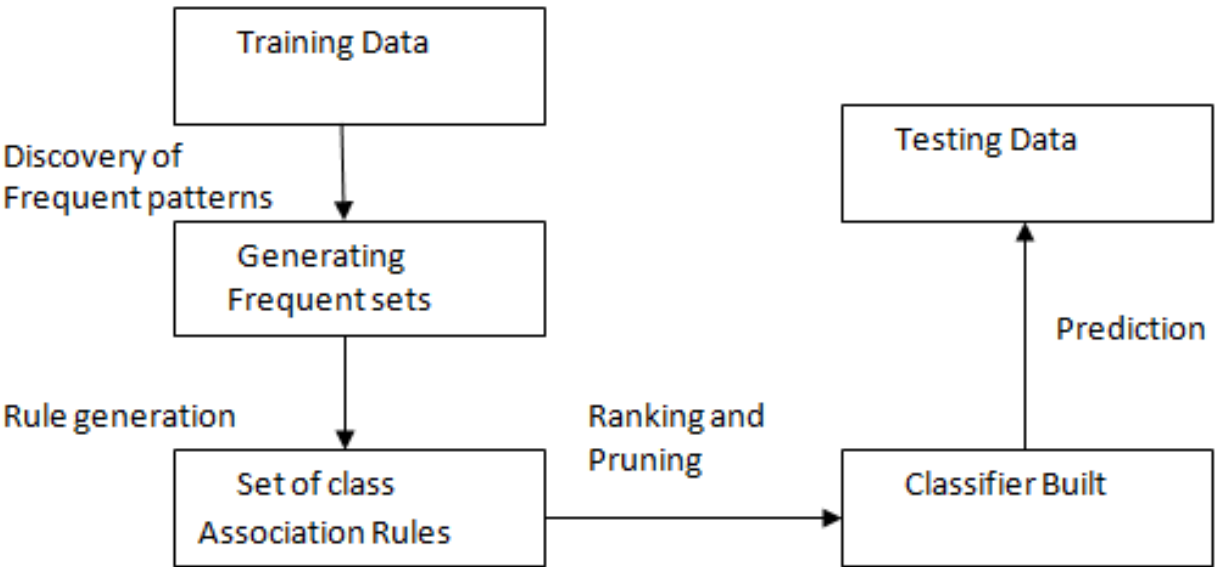 Training Data
Discovery of
Frequent patterns
Generating
Frequent sets
Rule generation
Set of class
Association Rules
Ranking and
Pruning
Classifier Built
Prediction
Testing Data